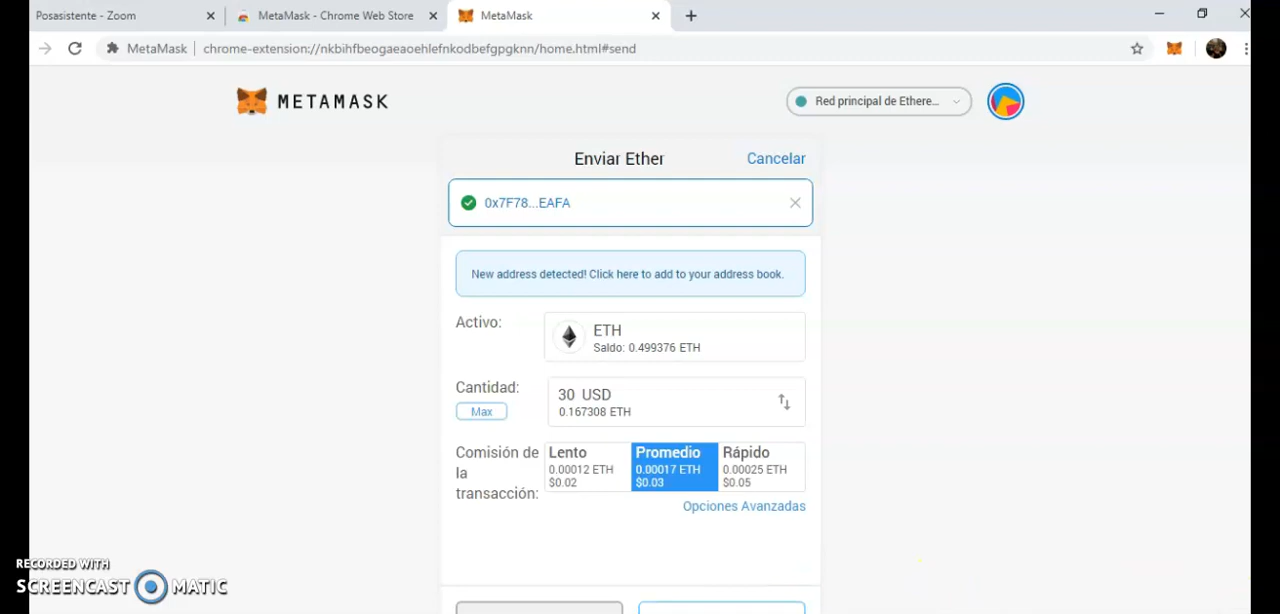 Posasistente - Zoom
MetaMask - Chrome Web Store
MetaMask
MetaMask chrome-extension://nkbihfbeogaeaoehlefnkodbefgpgknn/home.html#send
METAMASK
Red principal de Ethere...
Enviar Ether
Cancelar
0x7F78...EAFA
New address detected! Click here to add to your address book.
Activo:
ETH
Saldo: 0.499376 ETH
Cantidad:
Max
30 USD
0.167308 ETH
Comisión de
la
transacción:
Lento
0.00012 ETH
$0.02
Promedio
0.00017 ETH
$0.03
Rápido
0.00025 ETH
$0.05
Opciones Avanzadas
RECORDED WITH
SCREENCAST MATIC